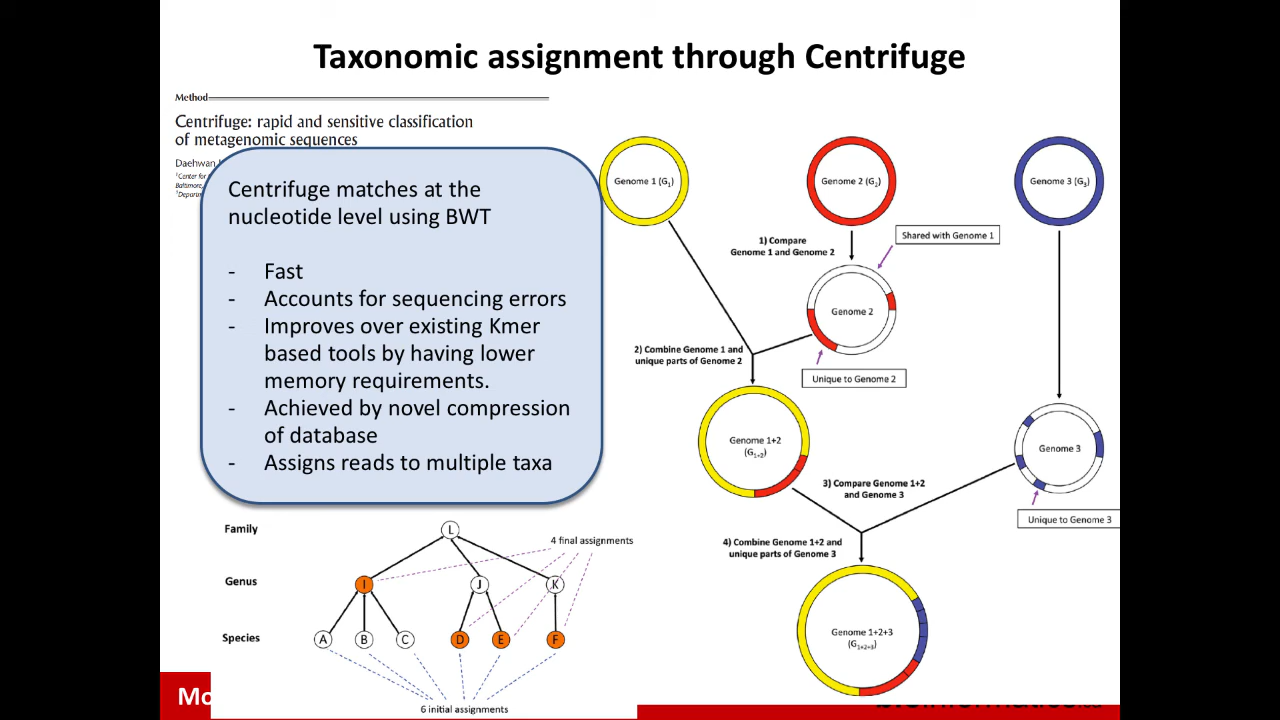 Taxonomic assignment through Centrifuge
Method
Centrifuge: rapid and sensitive classification
of metagenomic sequences
Centrifuge matches at the
nucleotide level using BWT
- Fast
- Accounts for sequencing errors
- Improves over existing Kmer
based tools by having lower
memory requirements.
- Achieved by novel compression
of database
- Assigns reads to multiple taxa
Genome 1 (G1)
Genome 2 (G2)
Genome 3 (G3)
Shared with Genome 1
1) Compare
Genome 1 and Genome 2
Genome 2
2) Combine Genome 1 and
unique parts of Genome 2
Unique to Genome 2
Genome 1+2
(G1+2)
Genome 3
3) Compare Genome 1+2
and Genome 3
Unique to Genome 3
4) Combine Genome 1+2 and
unique parts of Genome 3
Genome 1+2+3
(G1+2+3)
Family
L
4 final assignments
Genus
I J K
Species
A B C D E F
6 initial assignments